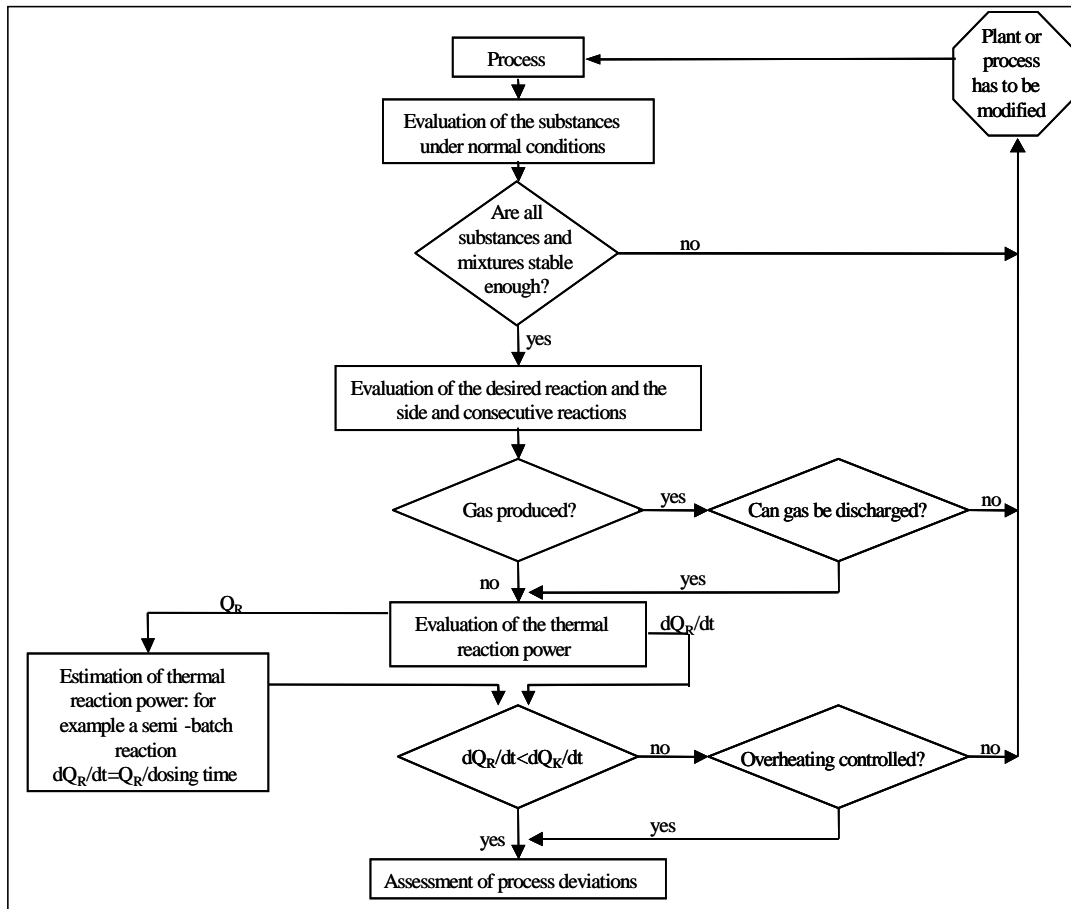 Process
Plant or
process
has to be
modified
Evaluation of the substances
under normal conditions
Are all
substances and
mixtures stable
enough?
no
yes
Evaluation of the desired reaction and the
side and consecutive reactions
Gas produced?
yes
Can gas be discharged?
no
no
yes
Q_R
Evaluation of the thermal
reaction power
dQ_R/dt
Estimation of thermal
reaction power: for
example a semi -batch
reaction
dQ_R/dt=Q_R/dosing time
dQ_R/dt<dQ_K/dt
no
Overheating controlled?
no
yes
yes
Assessment of process deviations